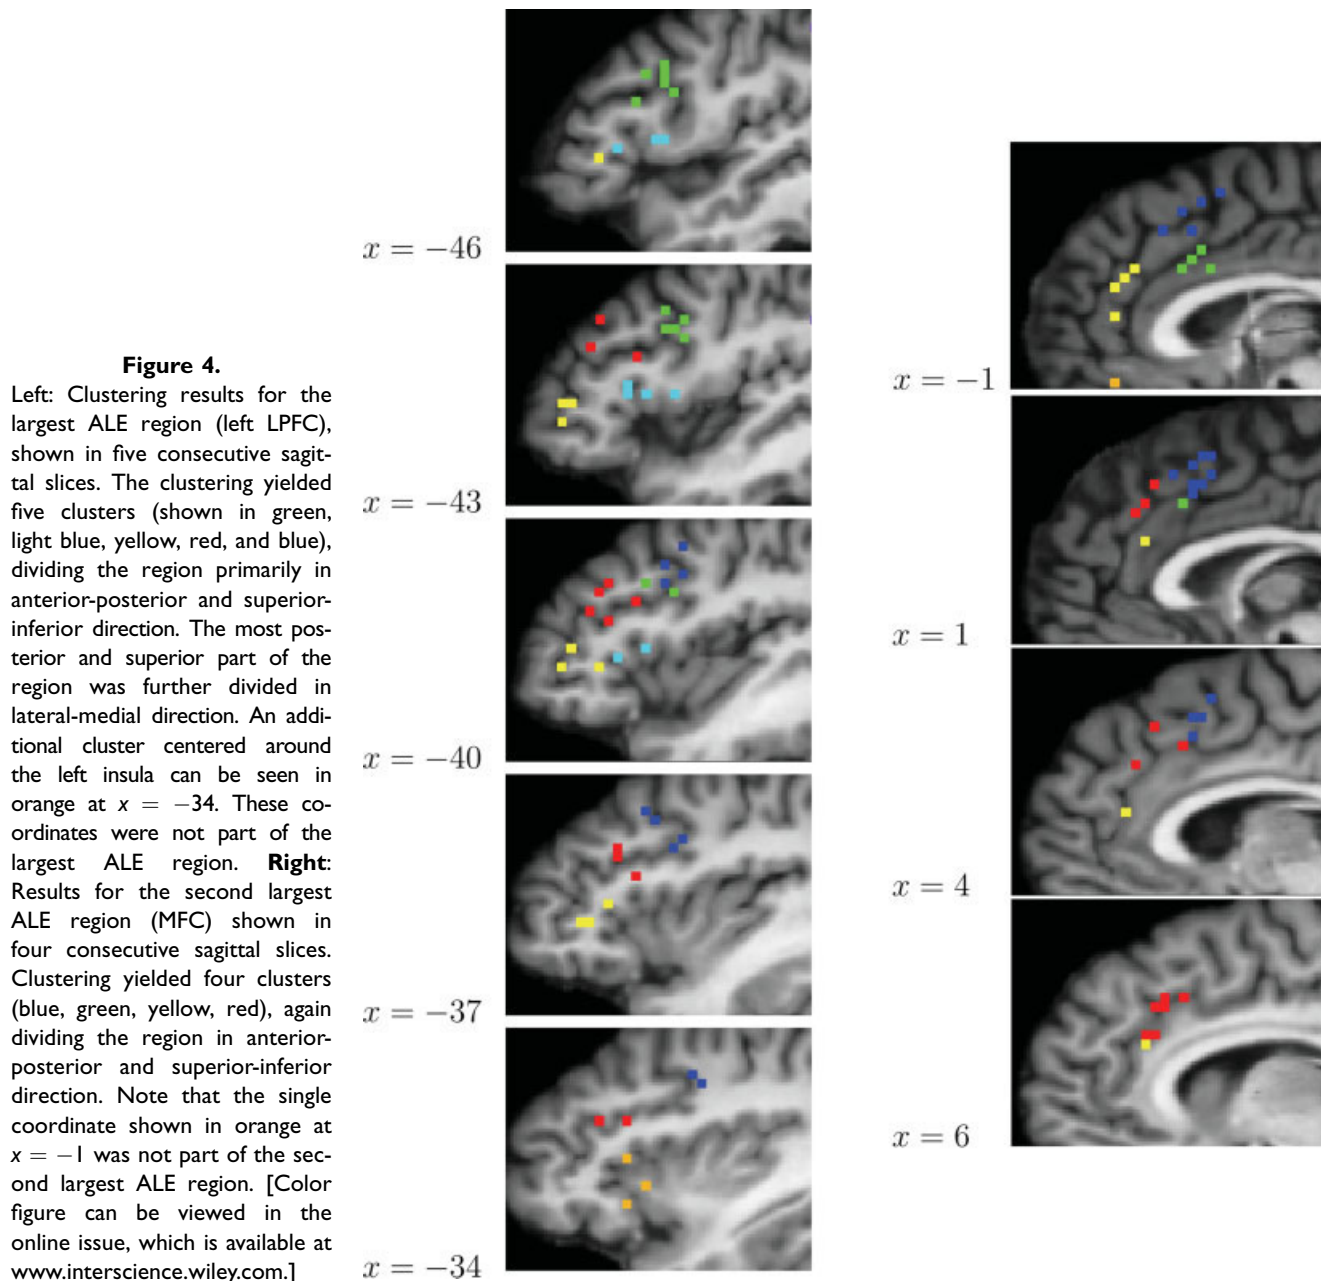 Figure 4.
Left: Clustering results for the
largest ALE region (left LPFC),
shown in five consecutive sagit-
tal slices. The clustering yielded
five clusters (shown in green,
light blue, yellow, red, and blue),
dividing the region primarily in
anterior-posterior and superior-
inferior direction. The most pos-
terior and superior part of the
region was further divided in
lateral-medial direction. An addi-
tional cluster centered around
the left insula can be seen in
orange at x = −34. These co-
ordinates were not part of the
largest ALE region. Right:
Results for the second largest
ALE region (MFC) shown in
four consecutive sagittal slices.
Clustering yielded four clusters
(blue, green, yellow, red), again
dividing the region in anterior-
posterior and superior-inferior
direction. Note that the single
coordinate shown in orange at
x = −1 was not part of the sec-
ond largest ALE region. [Color
figure can be viewed in the
online issue, which is available at
www.interscience.wiley.com.]
x = −46
x = −43
x = −40
x = −37
x = −34
x = −1
x = 1
x = 4
x = 6